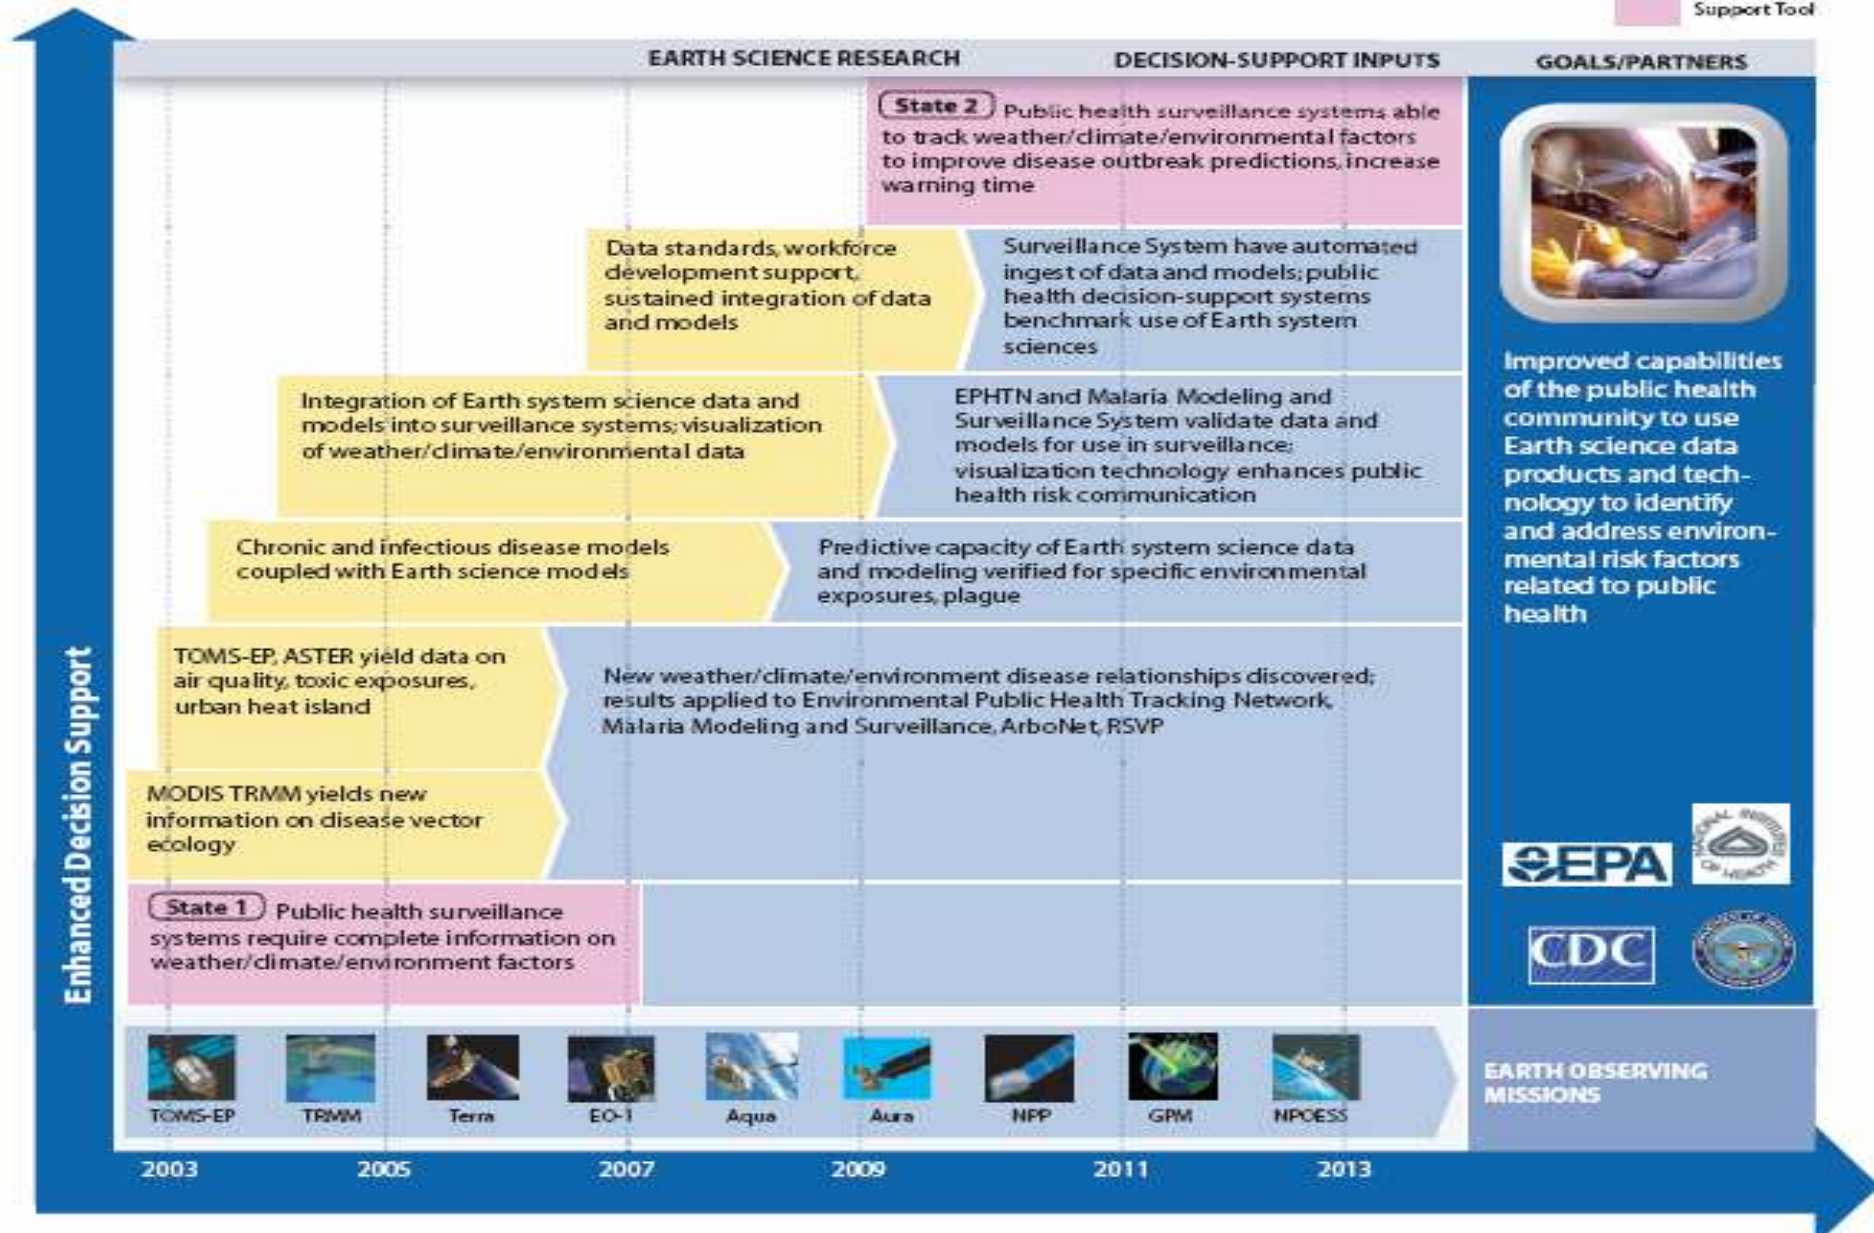 Support Tool
EARTH SCIENCE RESEARCH
DECISION-SUPPORT INPUTS
GOALS/PARTNERS
State 2 Public health surveillance systems able
to track weather/climate/environmental factors
to improve disease outbreak predictions, increase
warning time
Data standards, workforce
development support,
sustained integration of data
and models
Surveillance System have automated
ingest of data and models; public
health decision-support systems
benchmark use of Earth system
sciences
Integration of Earth system science data and
models into surveillance systems; visualization
of weather/climate/environmental data
EPHTN and Malaria Modeling and
Surveillance System validate data and
models for use in surveillance;
visualization technology enhances public
health risk communication
Chronic and infectious disease models
coupled with Earth science models
Predictive capacity of Earth system science data
and modeling verified for specific environmental
exposures, plague
TOMS-EP, ASTER yield data on
air quality, toxic exposures,
urban heat island
New weather/climate/environment disease relationships discovered;
results applied to Environmental Public Health Tracking Network,
Malaria Modeling and Surveillance, ArboNet, RSVP
MODIS TRMM yields new
information on disease vector
ecology
State 1 Public health surveillance
systems require complete information on
weather/climate/environment factors
Improved capabilities
of the public health
community to use
Earth science data
products and tech-
nology to identify
and address environ-
mental risk factors
related to public
health
EPA
NATIONAL INSTITUTES
OF HEALTH
CDC
Enhanced Decision Support
TOMS-EP
TRMM
Terra
EO-1
Aqua
Aura
NPP
GPM
NPOESS
EARTH OBSERVING
MISSIONS
2003
2005
2007
2009
2011
2013